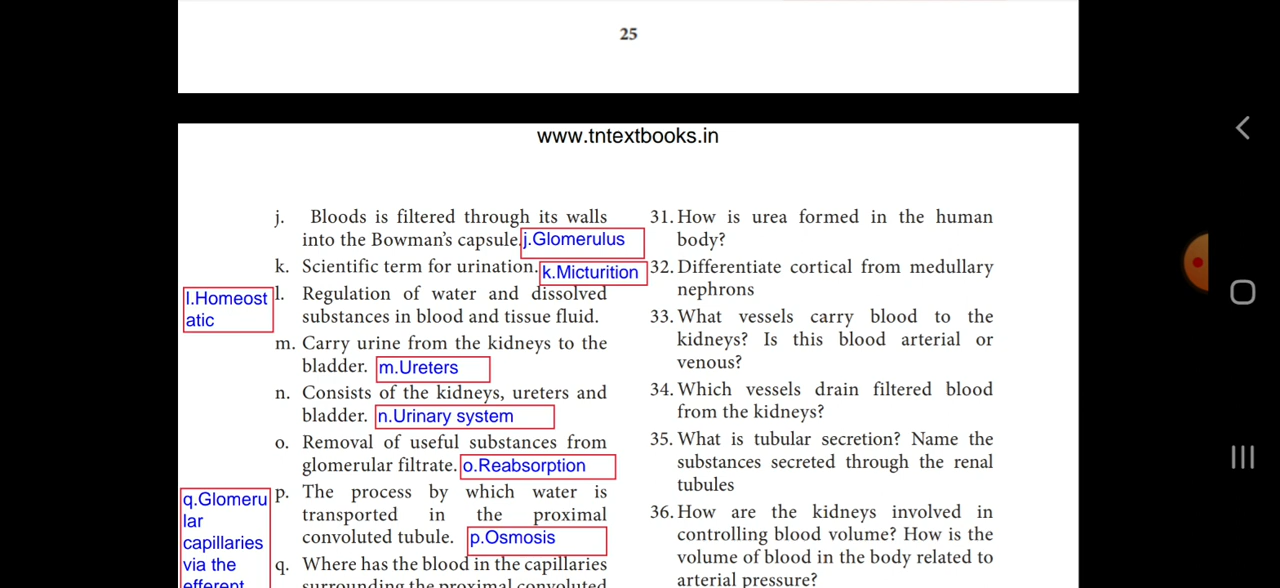 25
www.tntextbooks.in
j. Bloods is filtered through its walls
into the Bowman's capsule.
j.Glomerulus
k. Scientific term for urination.
k.Micturition
l. Regulation of water and dissolved
substances in blood and tissue fluid.
l.Homeost
atic
m. Carry urine from the kidneys to the
bladder.
m.Ureters
n. Consists of the kidneys, ureters and
bladder.
n.Urinary system
o. Removal of useful substances from
glomerular filtrate.
o.Reabsorption
p. The process by which water is
transported in the proximal
convoluted tubule.
p.Osmosis
q. Where has the blood in the capillaries
surrounding the proximal convoluted
q.Glomeru
lar
capillaries
via the
efferent
31. How is urea formed in the human
body?
32. Differentiate cortical from medullary
nephrons
33. What vessels carry blood to the
kidneys? Is this blood arterial or
venous?
34. Which vessels drain filtered blood
from the kidneys?
35. What is tubular secretion? Name the
substances secreted through the renal
tubules
36. How are the kidneys involved in
controlling blood volume? How is the
volume of blood in the body related to
arterial pressure?